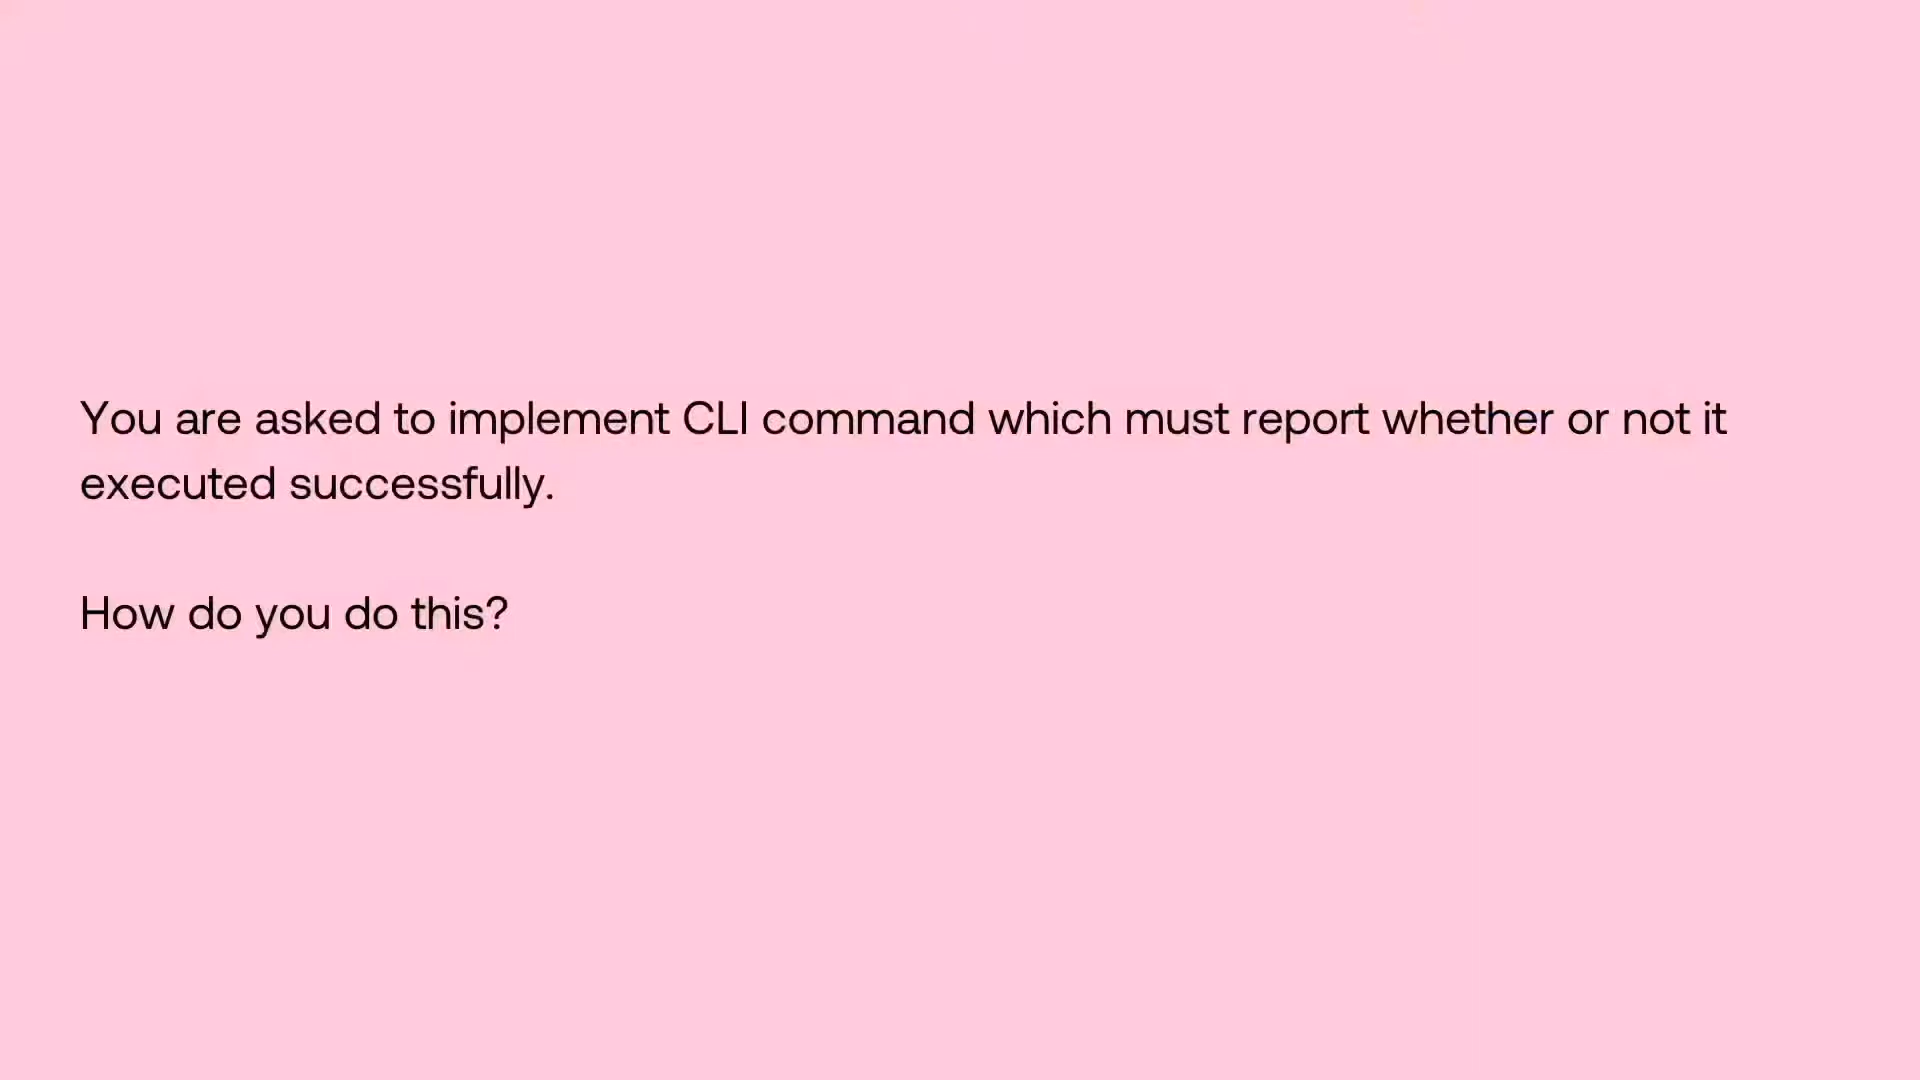 You are asked to implement CLI command which must report whether or not it
executed successfully.
How do you do this?